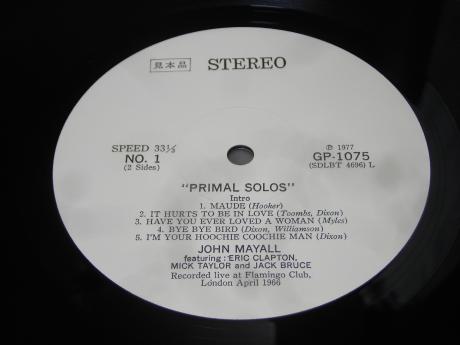 見本品 STEREO
SPEED 33⅓
NO. 1
(2 Sides)
℗ 1977
GP-1075
(SDLBT 4696) L
"PRIMAL SOLOS"
Intro
1. MAUDE (Hooker)
2. IT HURTS TO BE IN LOVE (Toombs, Dixon)
3. HAVE YOU EVER LOVED A WOMAN (Myles)
4. BYE BYE BIRD (Dixon, Williamson)
5. I'M YOUR HOOCHIE COOCHIE MAN (Dixon)
JOHN MAYALL
featuring : ERIC CLAPTON,
MICK TAYLOR and JACK BRUCE
Recorded live at Flamingo Club,
London April 1966